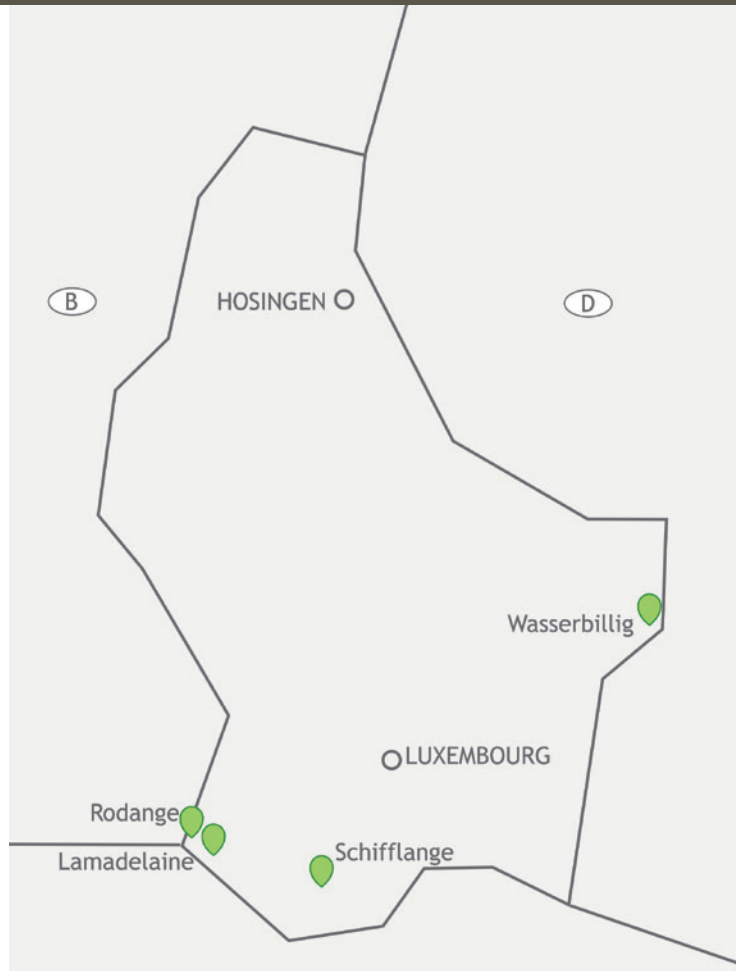 B
HOSINGEN
D
Wasserbillig
LUXEMBOURG
Rodange
Lamadelaine
Schifflange